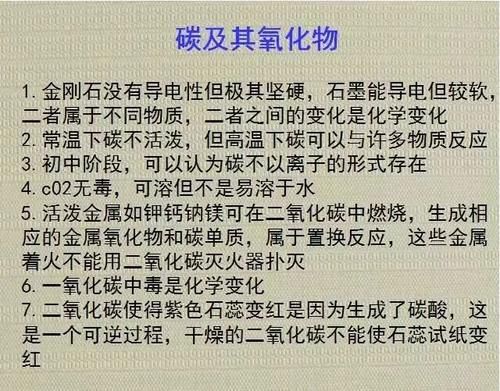 碳及其氧化物
1. 金刚石没有导电性但极其坚硬，石墨能导电但较软，
二者属于不同物质，二者之间的变化是化学变化
2. 常温下碳不活泼，但高温下碳可以与许多物质反应
3. 初中阶段，可以认为碳不以离子的形式存在
4. c02无毒，可溶但不是易溶于水
5. 活泼金属如钾钙钠镁可在二氧化碳中燃烧，生成相
应的金属氧化物和碳单质，属于置换反应，这些金属
着火不能用二氧化碳灭火器扑灭
6. 一氧化碳中毒是化学变化
7. 二氧化碳使得紫色石蕊变红是因为生成了碳酸，这
是一个可逆过程，干燥的二氧化碳不能使石蕊试纸变
红